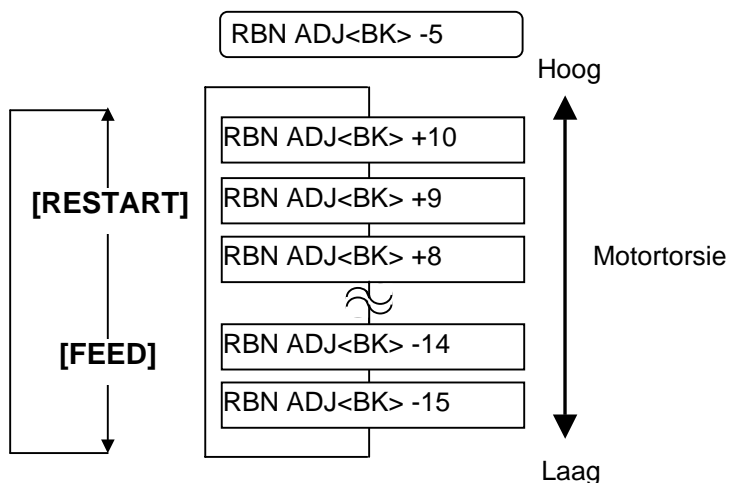 RBN ADJ<BK> -5
Hoog
RBN ADJ<BK> +10
[RESTART]
RBN ADJ<BK> +9
RBN ADJ<BK> +8
Motortorsie
[FEED]
RBN ADJ<BK> -14
RBN ADJ<BK> -15
Laag